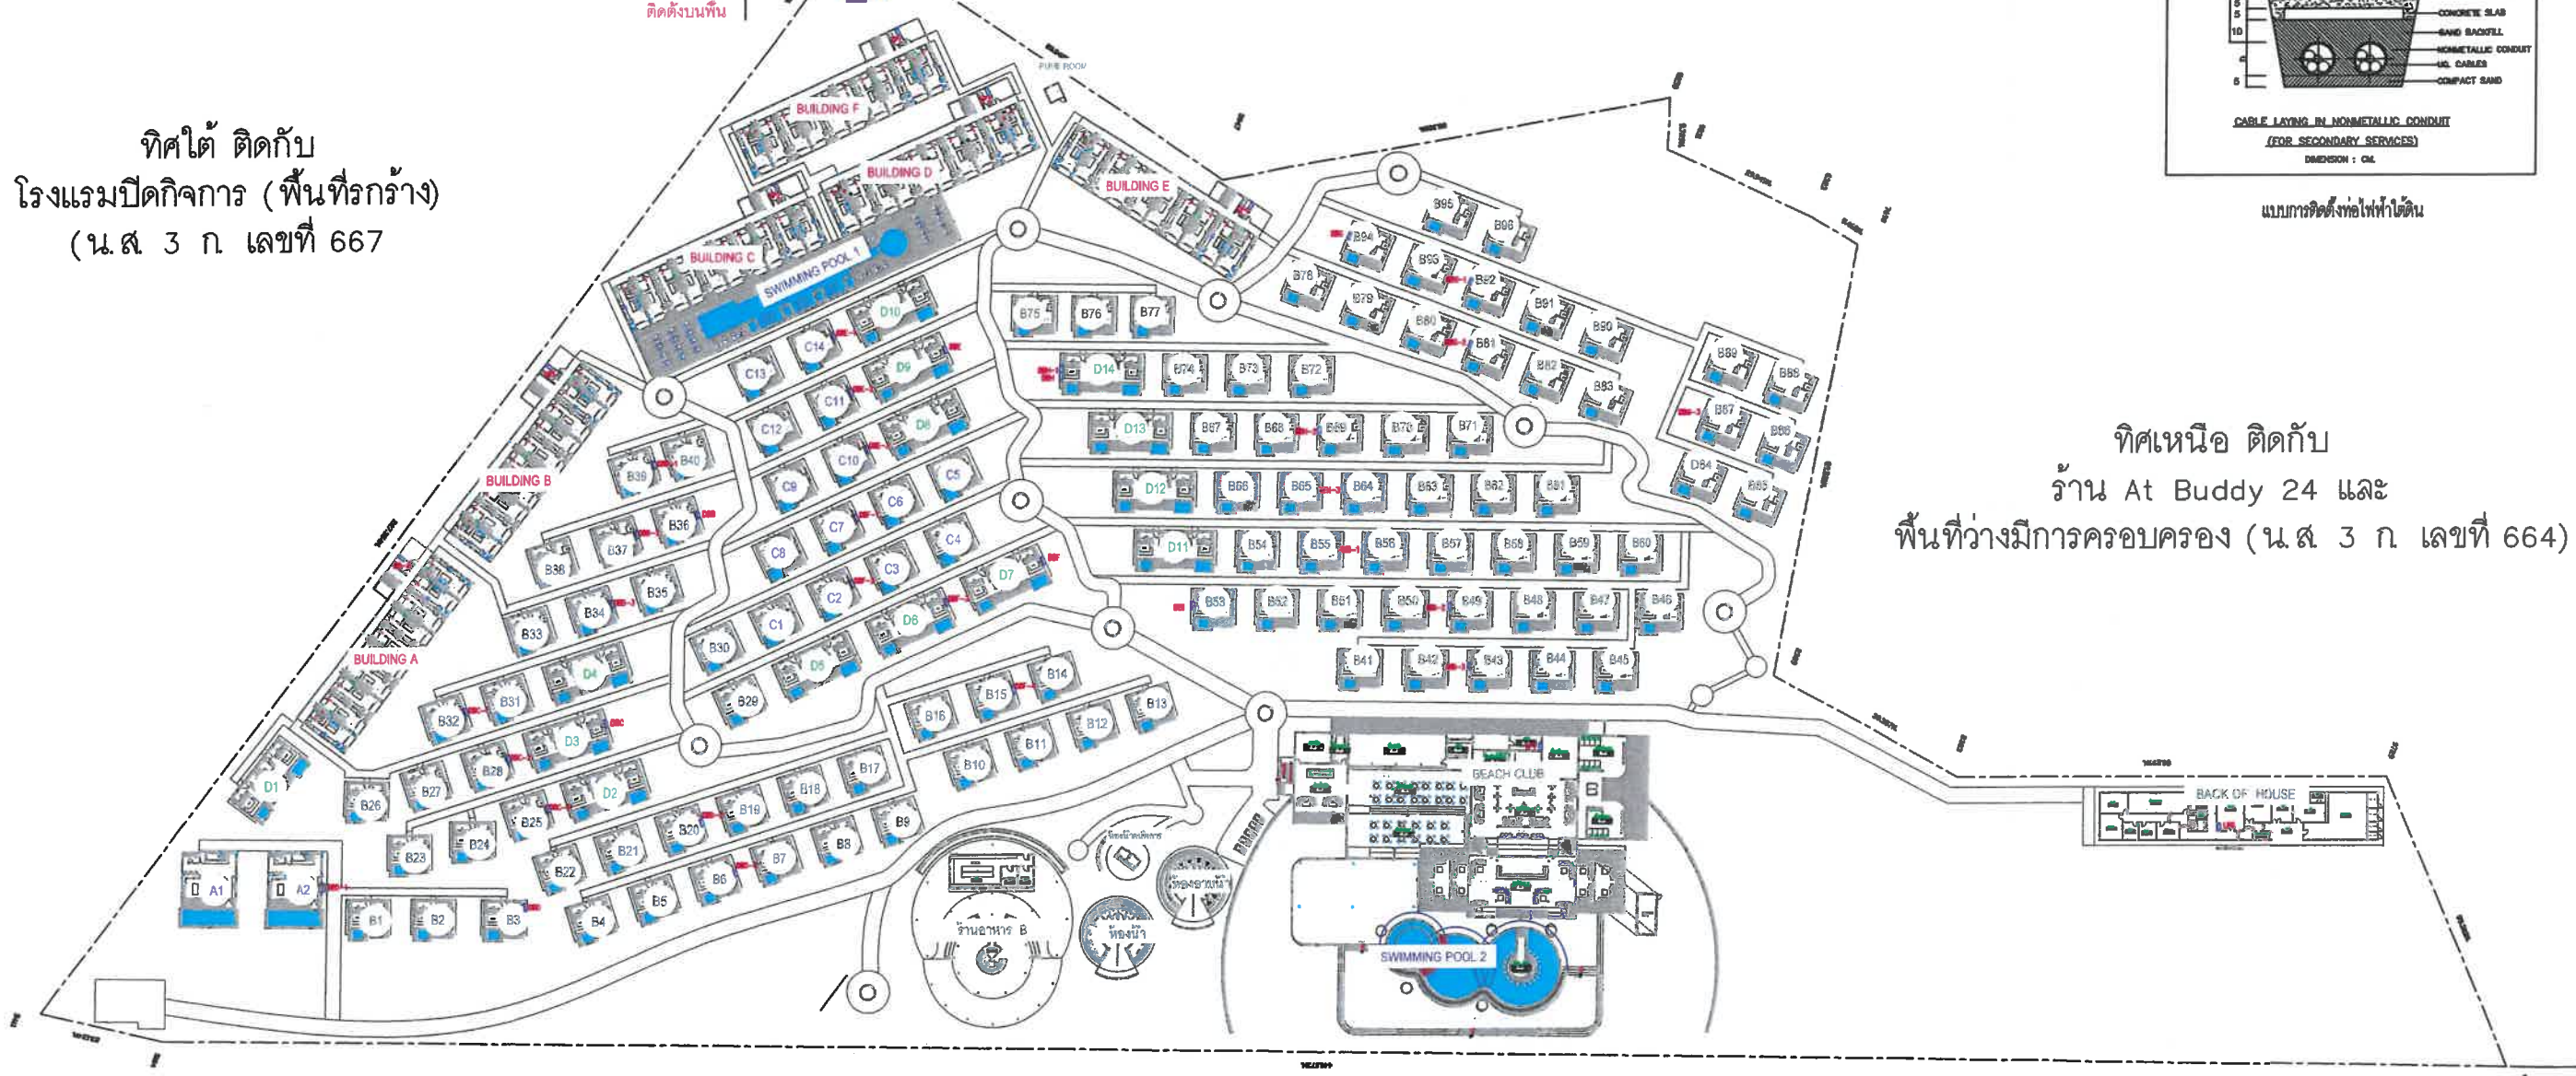 ติดตั้งบนพื้น
CONCRETE SLAB
SAND BACKFILL
NONMETALLIC CONDUIT
UG. CABLES
COMPACT SAND
5
10
5
CABLE LAYING IN NONMETALLIC CONDUIT
(FOR SECONDARY SERVICES)
DIMENSION : CM.
แบบการติดตั้งท่อไฟฟ้าใต้ดิน
ทิศใต้ ติดกับ
โรงแรมปิดกิจการ (พื้นที่รกร้าง)
(น.ส. 3 ก. เลขที่ 667
ทิศเหนือ ติดกับ
ร้าน At Buddy 24 และ
พื้นที่ว่างมีการครอบครอง (น.ส. 3 ก. เลขที่ 664)
BUILDING F
BUILDING D
BUILDING E
BUILDING C
SWIMMING POOL 1
BUILDING B
BUILDING A
B95
B96
B94
B93
B92
B91
B90
B78
B79
B80
B81
B82
B83
B89
B88
B87
B86
D84
B85
B75
B76
B77
D10
C14
C13
D9
C11
C12
D8
C10
C9
D14
B74
B73
B72
D13
B67
B68
B69
B70
B71
D12
B66
B65
B64
B63
B62
B61
D11
B54
B55
B56
B57
B58
B59
B60
B53
B52
B51
B50
B49
B48
B47
B46
B41
B42
B43
B44
B45
B39
B40
B36
B37
B38
B35
B34
B33
C5
C6
C7
C8
C4
C3
C2
C1
B30
D7
D6
D5
B29
D4
B31
B32
D3
B28
B27
B26
D1
D2
B25
B24
B23
B14
B15
B16
B13
B12
B11
B10
B17
B18
B19
B20
B21
B22
B9
B8
B7
B6
B5
B4
A1
A2
B1
B2
B3
BEACH CLUB
BACK OF HOUSE
ร้านอาหาร B
ห้องอาบน้ำ
ห้องน้ำ
SWIMMING POOL 2